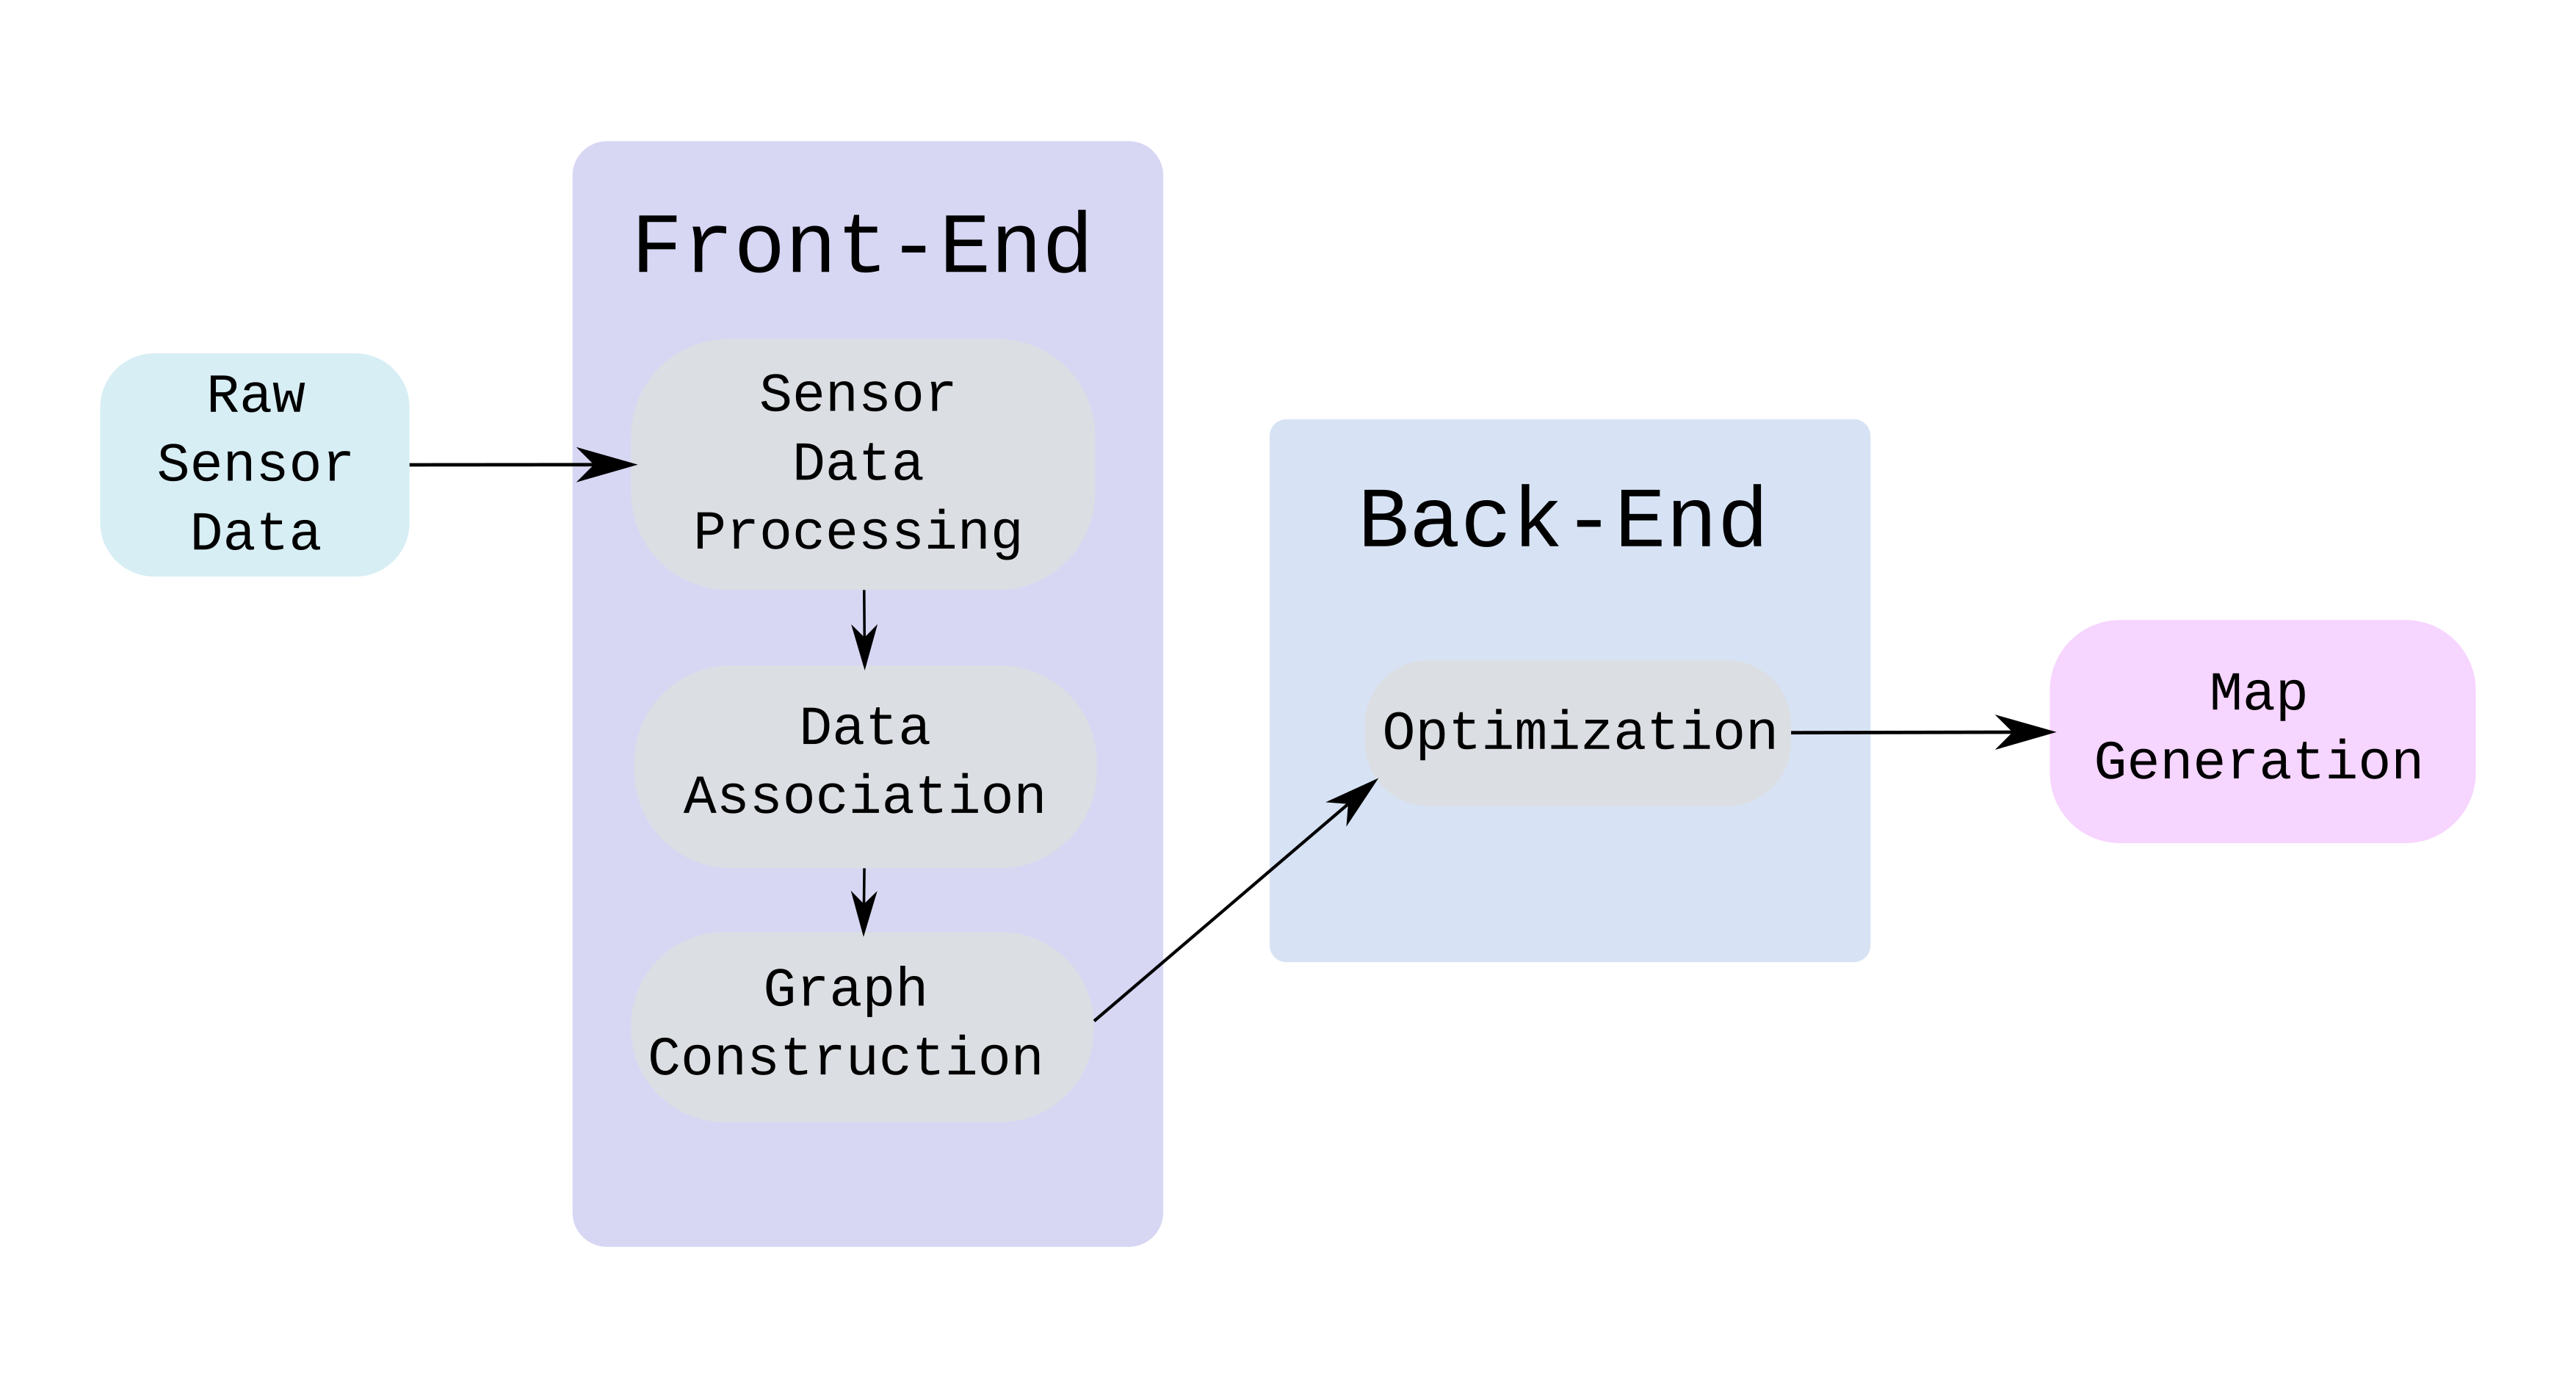 Raw
Sensor
Data
Front-End
Sensor
Data
Processing
Data
Association
Graph
Construction
Back-End
Optimization
Map
Generation